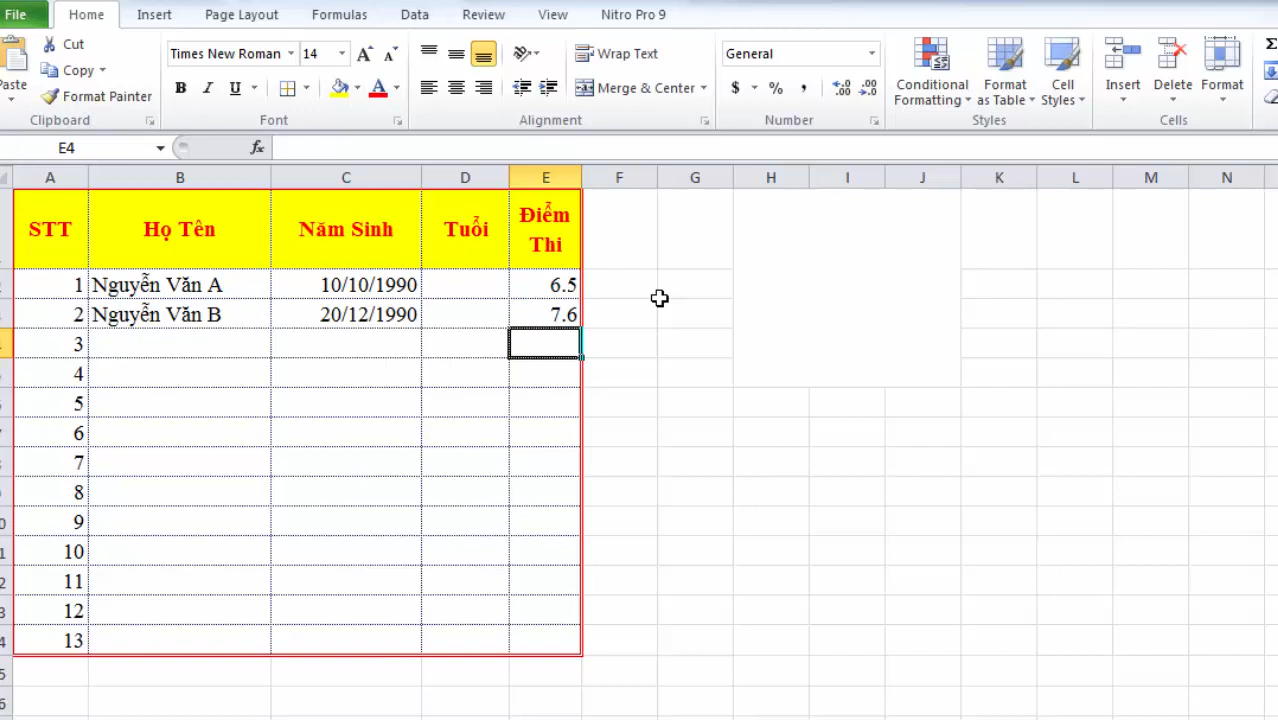 File Home Insert Page Layout Formulas Data Review View Nitro Pro 9
Cut
Copy
Format Painter
Paste
Clipboard
Times New Roman 14
B I U A
Font
Wrap Text
Merge & Center
Alignment
General
$ % ,
Number
Conditional Formatting
Format as Table
Cell Styles
Styles
Insert Delete Format
Cells
E4 fx
A B C D E F G H I J K L M N
STT Họ Tên Năm Sinh Tuổi Điểm Thi
1 Nguyễn Văn A 10/10/1990 6.5
2 Nguyễn Văn B 20/12/1990 7.6
3
4
5
6
7
8
9
10
11
12
13